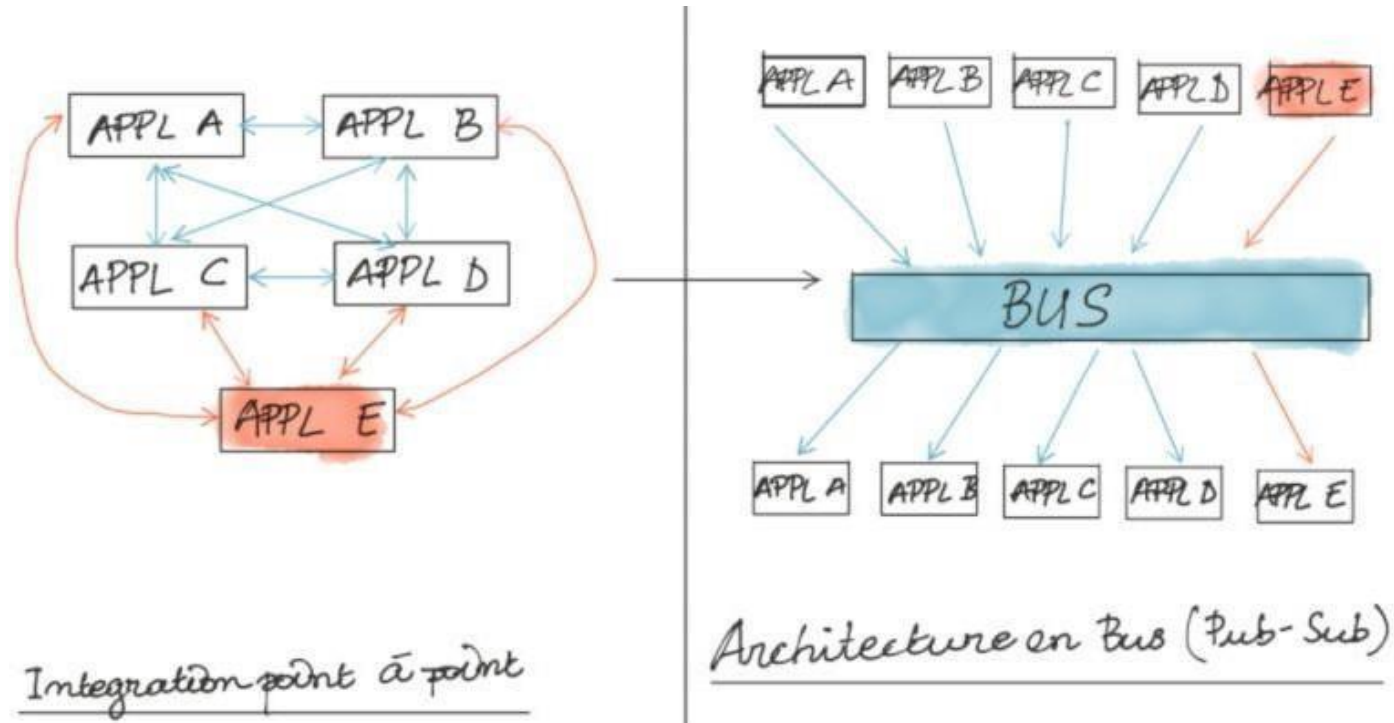 APPL A
APPL B
APPL C
APPL D
APPL E
Integration point à point
APPL A
APPL B
APPL C
APPL D
APPL E
BUS
APPL A
APPL B
APPL C
APPL D
APPL E
Architecture en Bus (Pub-Sub)